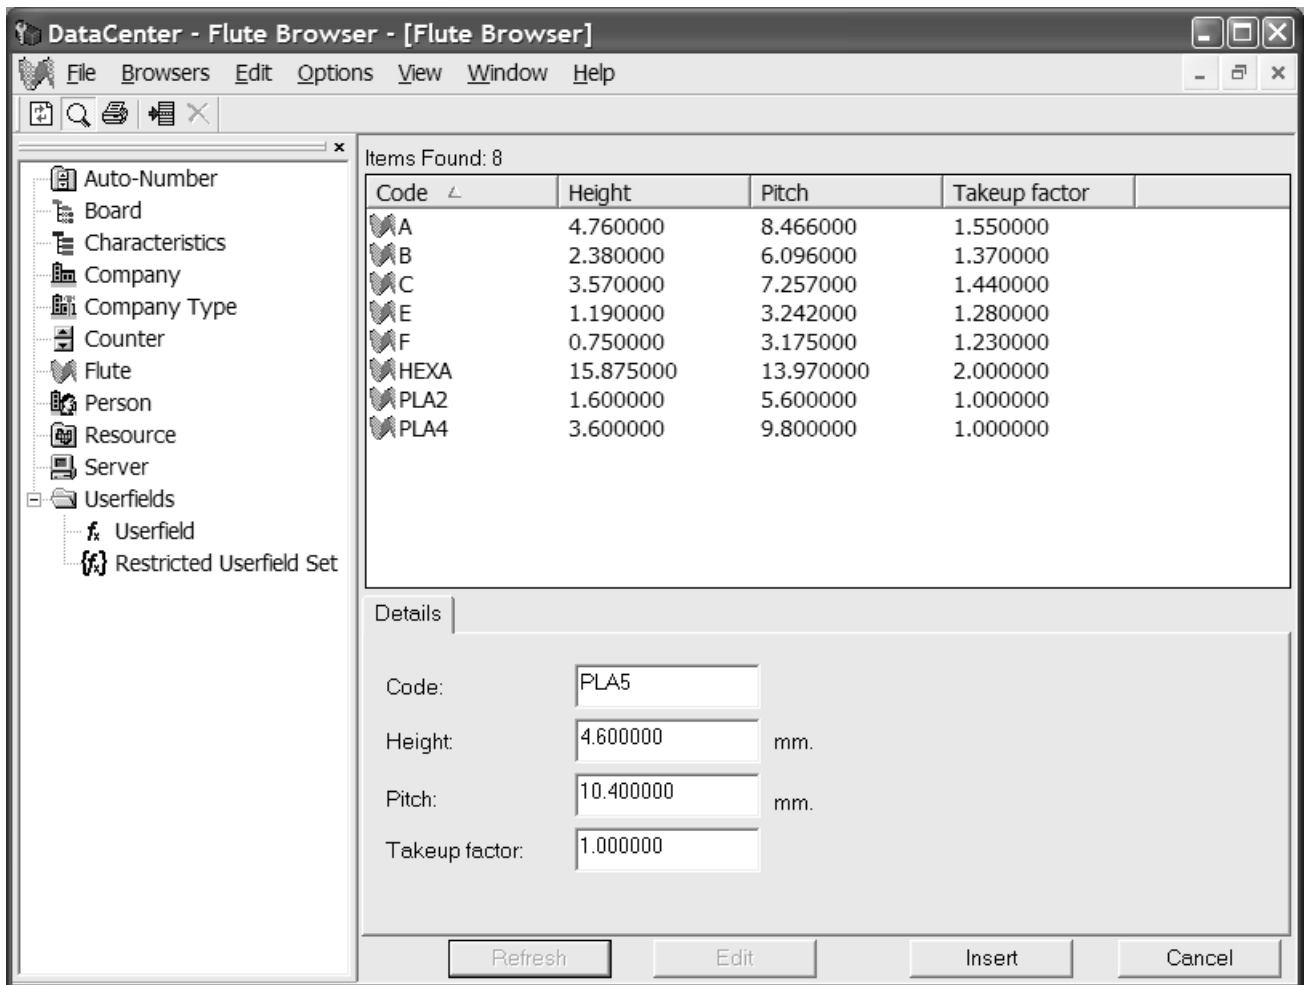 DataCenter - Flute Browser - [Flute Browser]
File Browsers Edit Options View Window Help
Auto-Number
Board
Characteristics
Company
Company Type
Counter
Flute
Person
Resource
Server
Userfields
fx Userfield
{fx} Restricted Userfield Set
Items Found: 8
Code Height Pitch Takeup factor
A 4.760000 8.466000 1.550000
B 2.380000 6.096000 1.370000
C 3.570000 7.257000 1.440000
E 1.190000 3.242000 1.280000
F 0.750000 3.175000 1.230000
HEXA 15.875000 13.970000 2.000000
PLA2 1.600000 5.600000 1.000000
PLA4 3.600000 9.800000 1.000000
Details
Code: PLA5
Height: 4.600000 mm.
Pitch: 10.400000 mm.
Takeup factor: 1.000000
Refresh Edit Insert Cancel